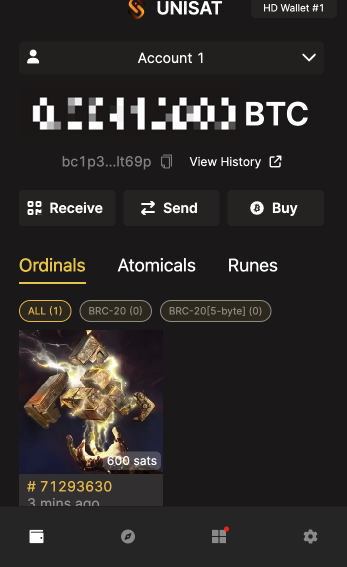 UNISAT
HD Wallet #1
Account 1
BTC
bc1p3...lt69p View History
Receive Send Buy
Ordinals Atomicals Runes
ALL (1) BRC-20 (0) BRC-20[5-byte] (0)
600 sats
# 71293630
3 mins ago